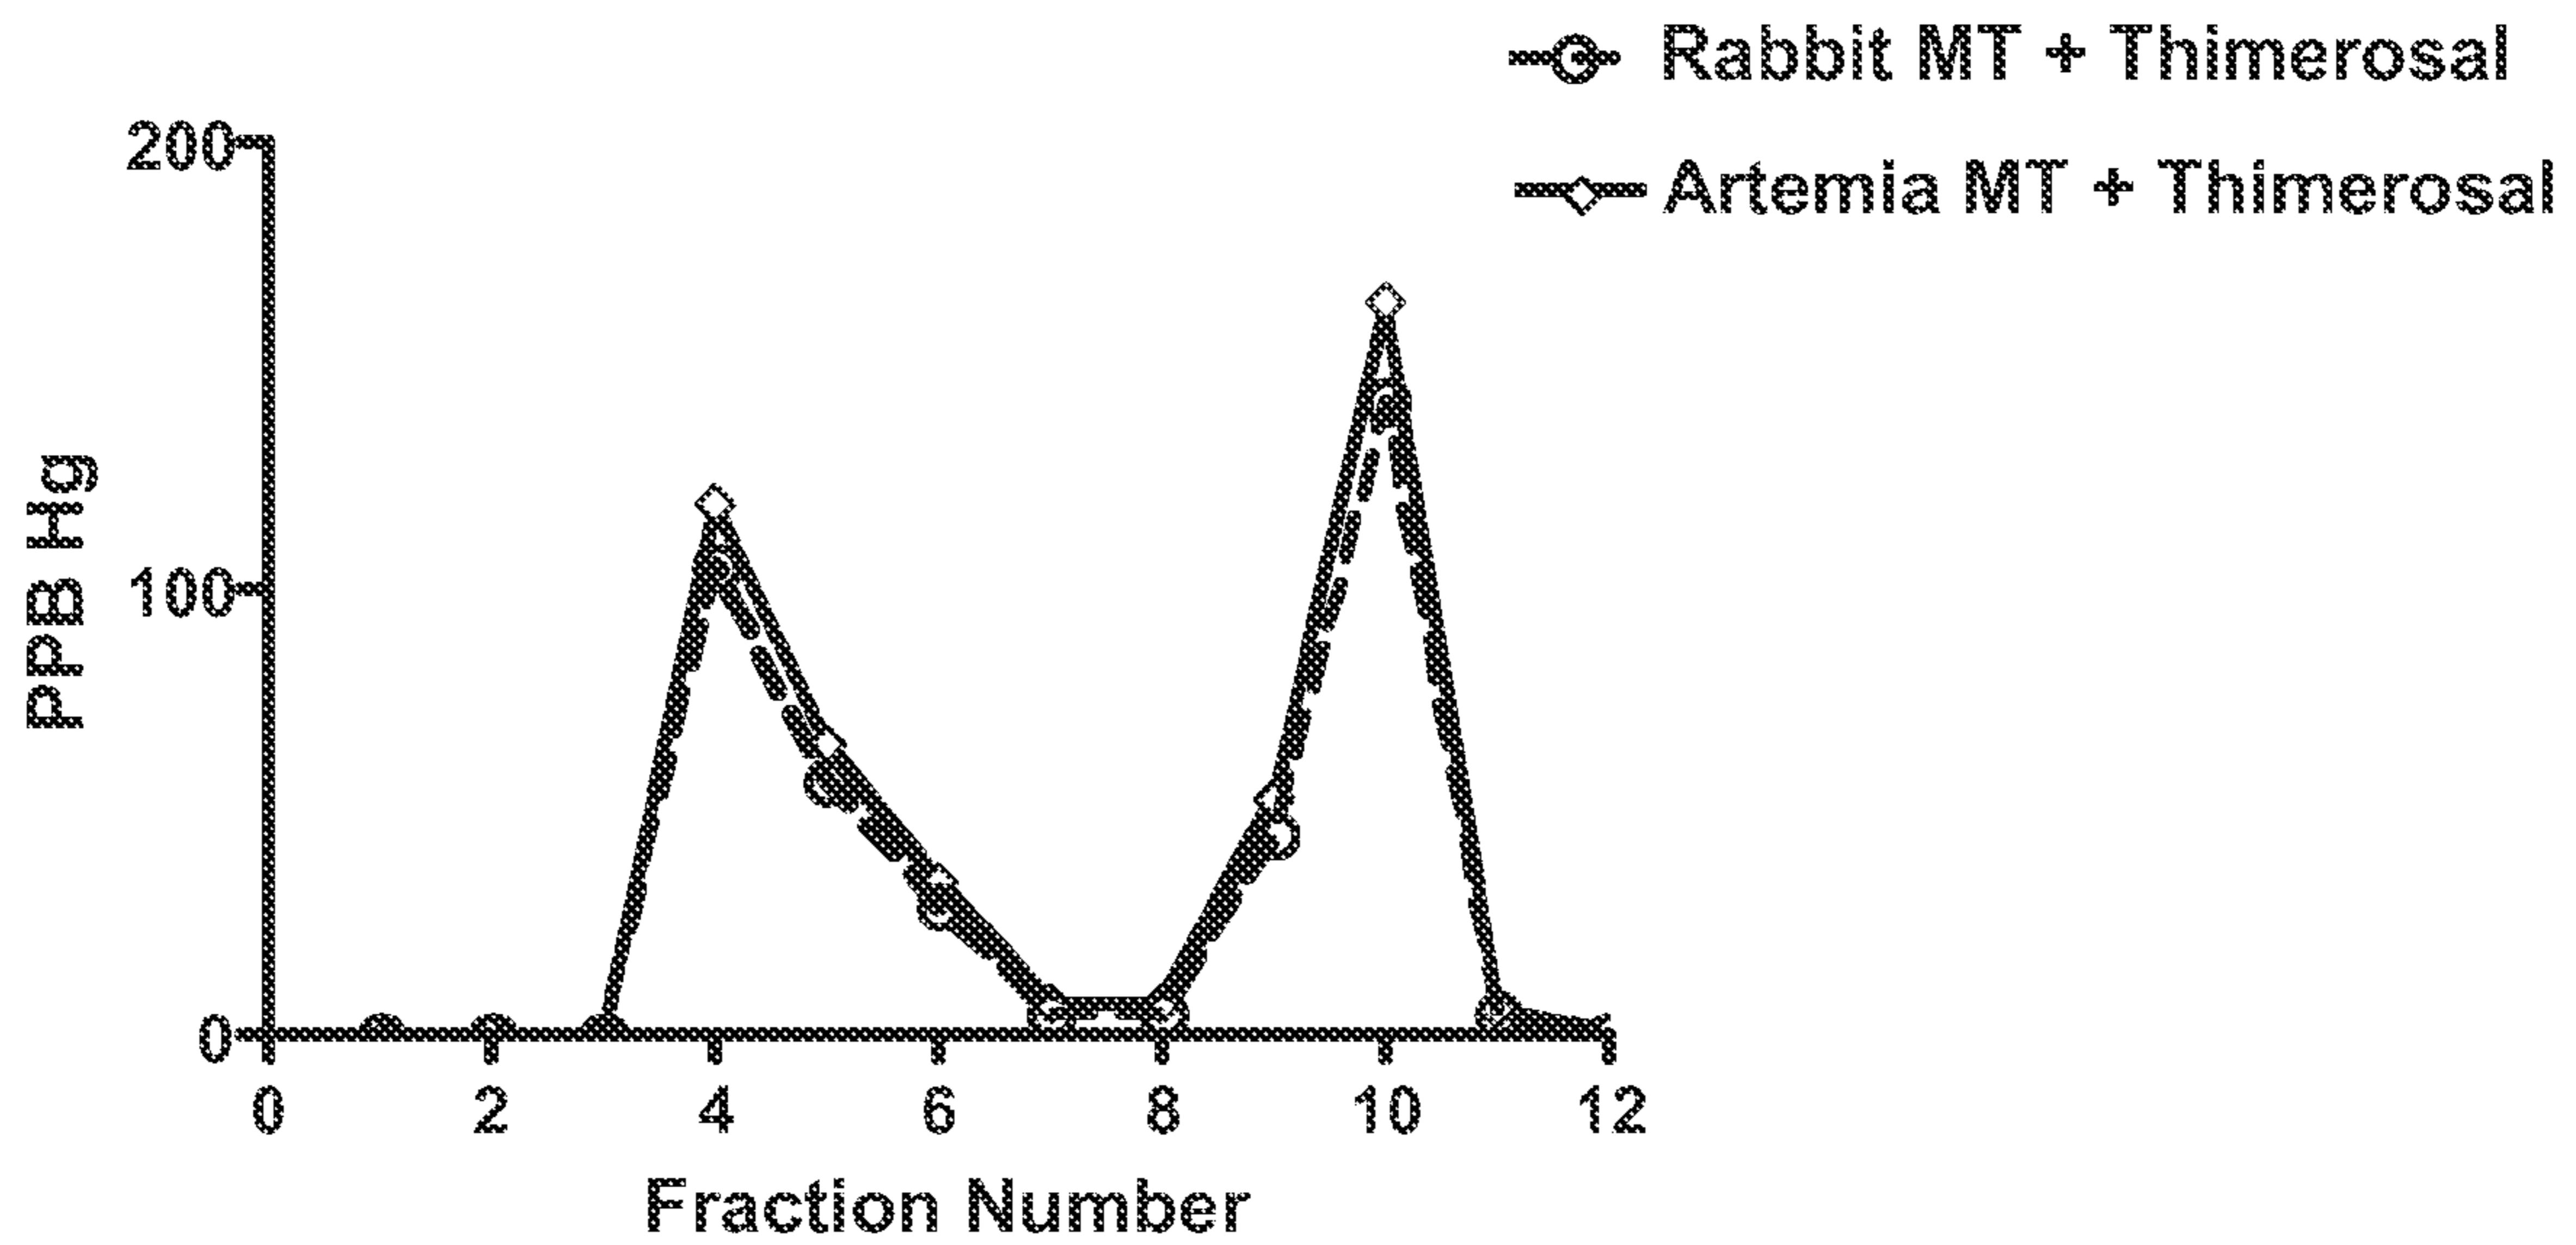 Rabbit MT + Thimerosal
Artemia MT + Thimerosal
200
100
0
PPB Hg
0 2 4 6 8 10 12
Fraction Number